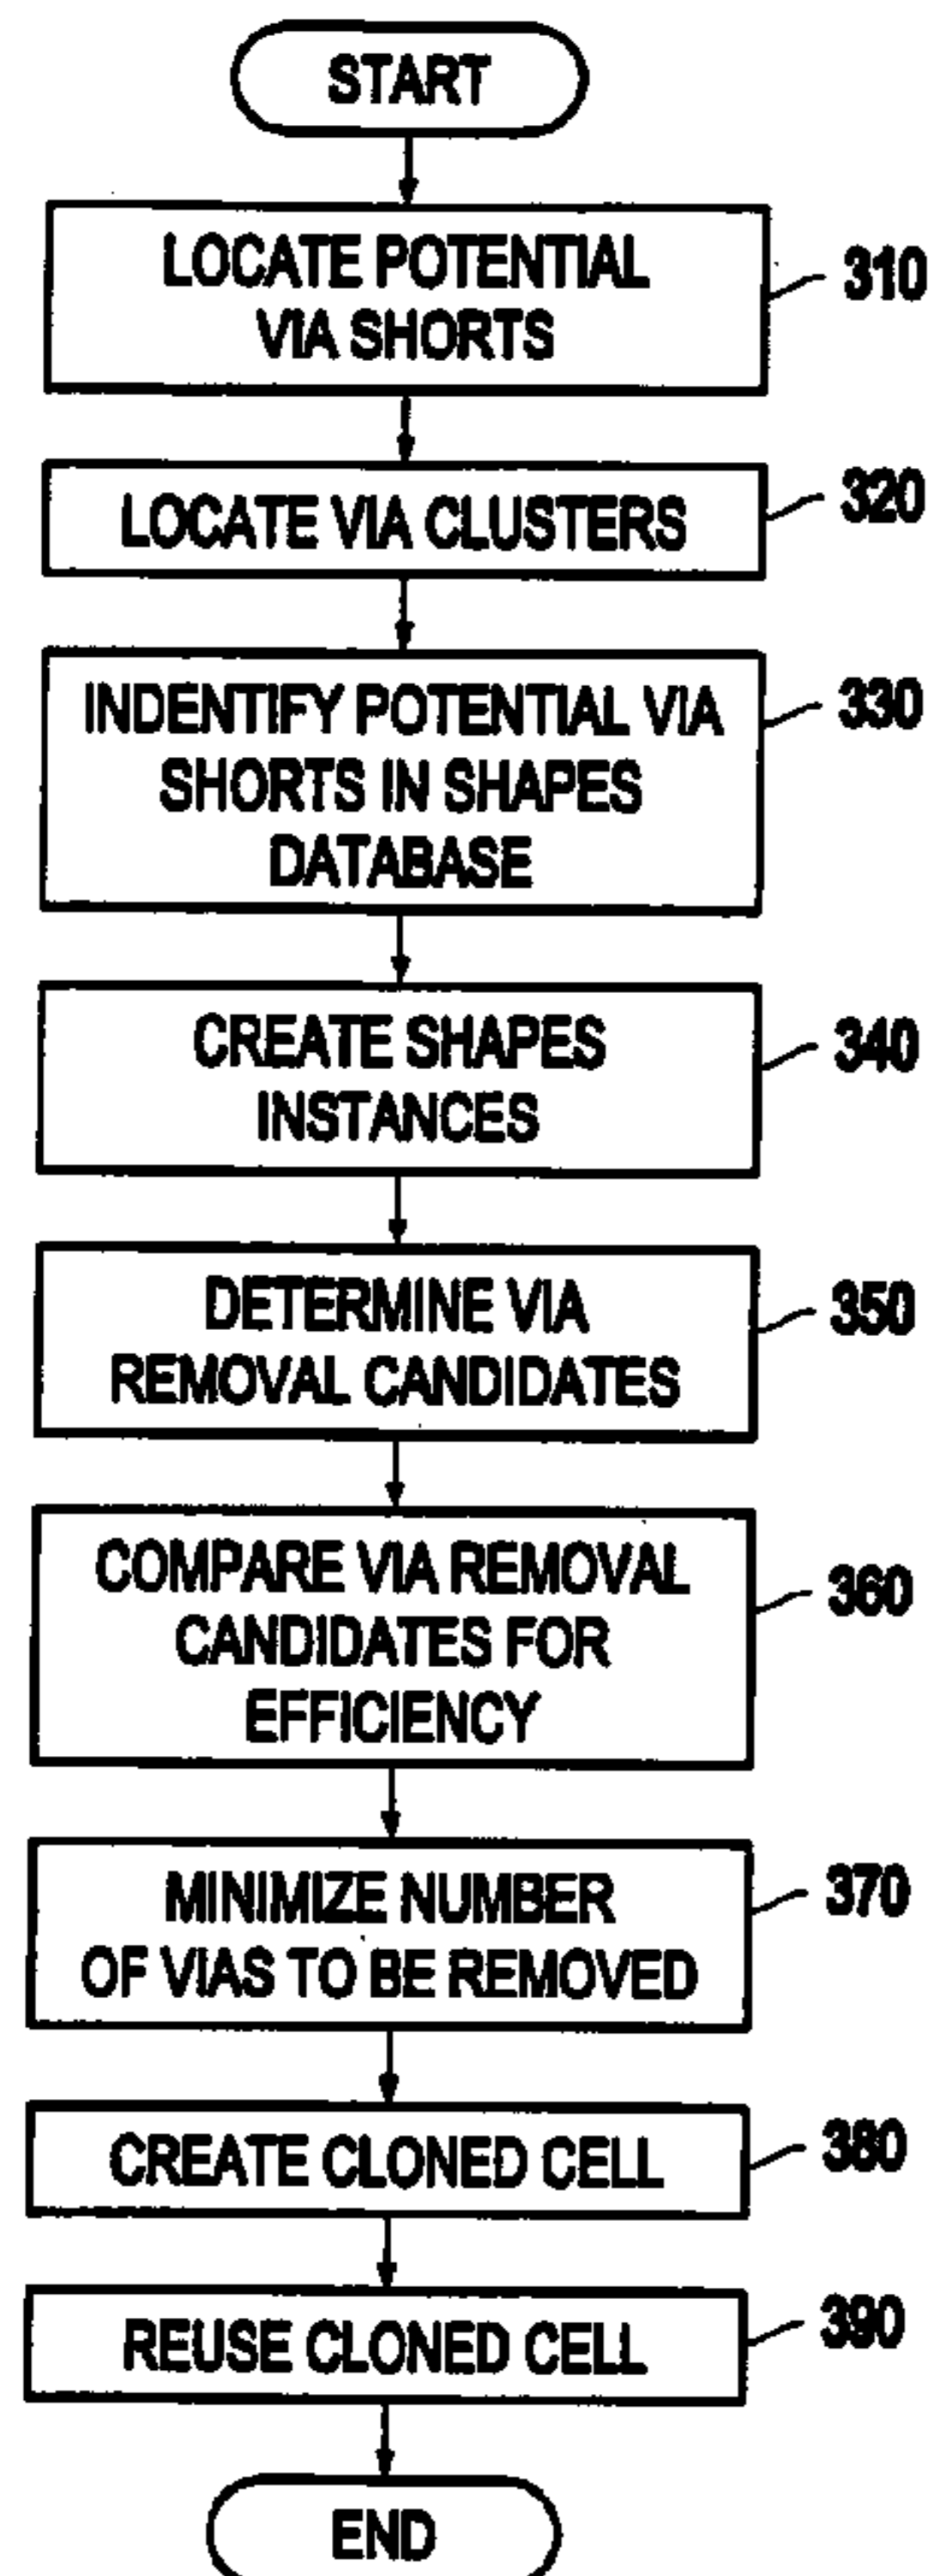 START
LOCATE POTENTIAL
VIA SHORTS
310
LOCATE VIA CLUSTERS
320
INDENTIFY POTENTIAL VIA
SHORTS IN SHAPES
DATABASE
330
CREATE SHAPES
INSTANCES
340
DETERMINE VIA
REMOVAL CANDIDATES
350
COMPARE VIA REMOVAL
CANDIDATES FOR
EFFICIENCY
360
MINIMIZE NUMBER
OF VIAS TO BE REMOVED
370
CREATE CLONED CELL
380
REUSE CLONED CELL
390
END